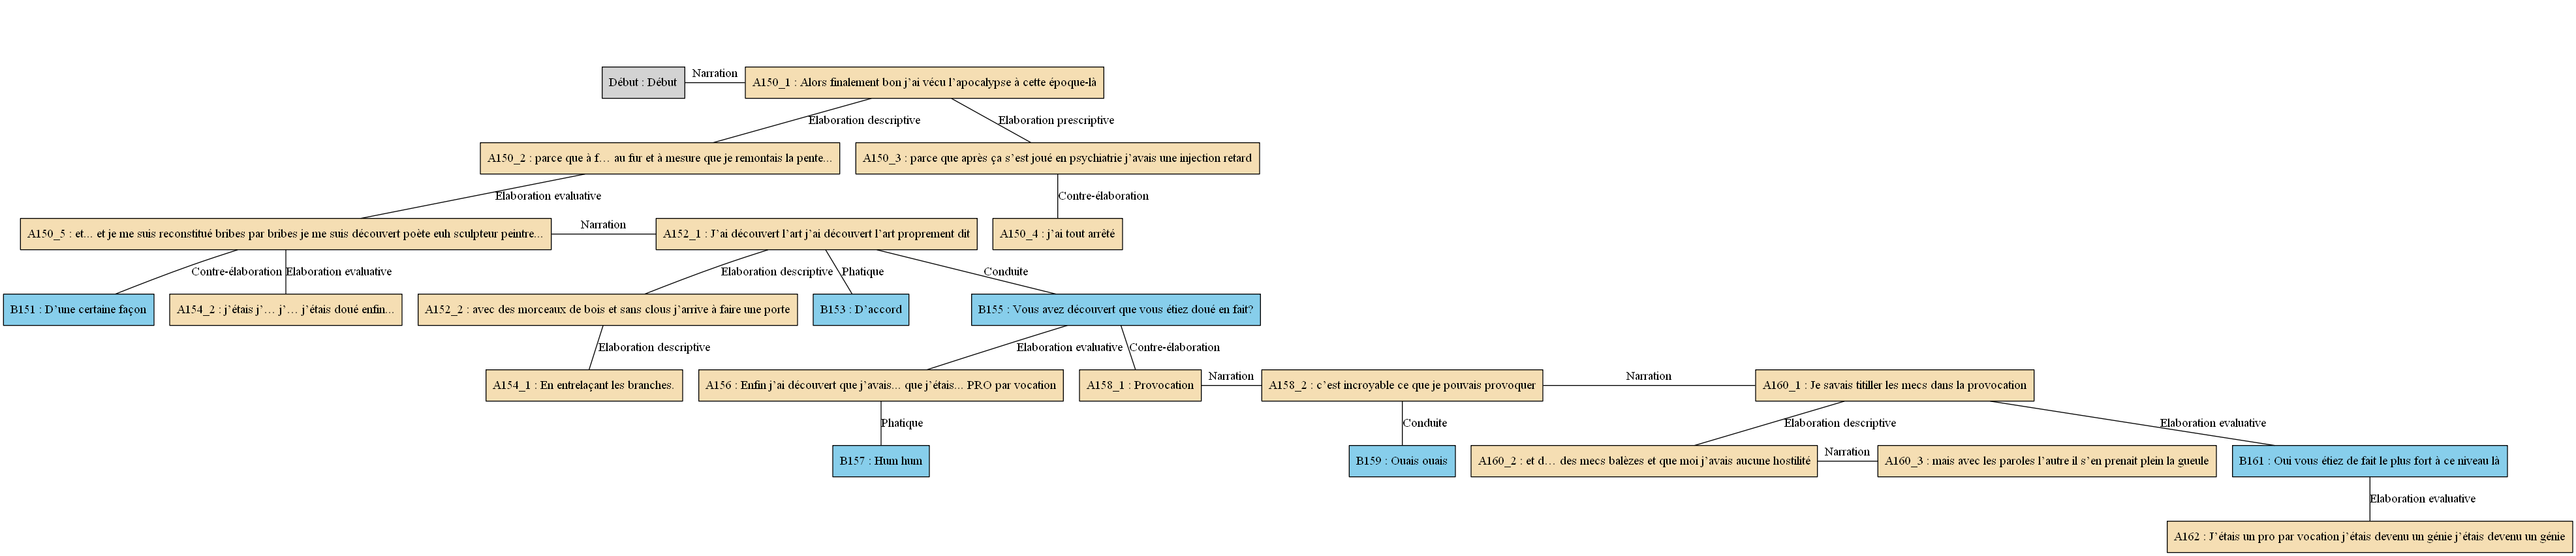 Début : Début
Narration
A150_1 : Alors finalement bon j’ai vécu l’apocalypse à cette époque-là
Elaboration descriptive
Elaboration prescriptive
A150_2 : parce que à f… au fur et à mesure que je remontais la pente...
A150_3 : parce que après ça s’est joué en psychiatrie j’avais une injection retard
Elaboration evaluative
Contre-élaboration
A150_5 : et... et je me suis reconstitué bribes par bribes je me suis découvert poète euh sculpteur peintre...
Narration
A152_1 : J’ai découvert l’art j’ai découvert l’art proprement dit
A150_4 : j’ai tout arrêté
Contre-élaboration
Elaboration evaluative
Elaboration descriptive
Phatique
Conduite
B151 : D’une certaine façon
A154_2 : j’étais j’… j’… j’étais doué enfin...
A152_2 : avec des morceaux de bois et sans clous j’arrive à faire une porte
B153 : D’accord
B155 : Vous avez découvert que vous étiez doué en fait?
Elaboration descriptive
Elaboration evaluative
Contre-élaboration
A154_1 : En entrelaçant les branches.
A156 : Enfin j’ai découvert que j’avais... que j’étais... PRO par vocation
A158_1 : Provocation
Narration
A158_2 : c’est incroyable ce que je pouvais provoquer
Narration
A160_1 : Je savais titiller les mecs dans la provocation
Phatique
Conduite
Elaboration descriptive
Elaboration evaluative
B157 : Hum hum
B159 : Ouais ouais
A160_2 : et d… des mecs balèzes et que moi j’avais aucune hostilité
Narration
A160_3 : mais avec les paroles l’autre il s’en prenait plein la gueule
B161 : Oui vous étiez de fait le plus fort à ce niveau là
Elaboration evaluative
A162 : J’étais un pro par vocation j’étais devenu un génie j’étais devenu un génie